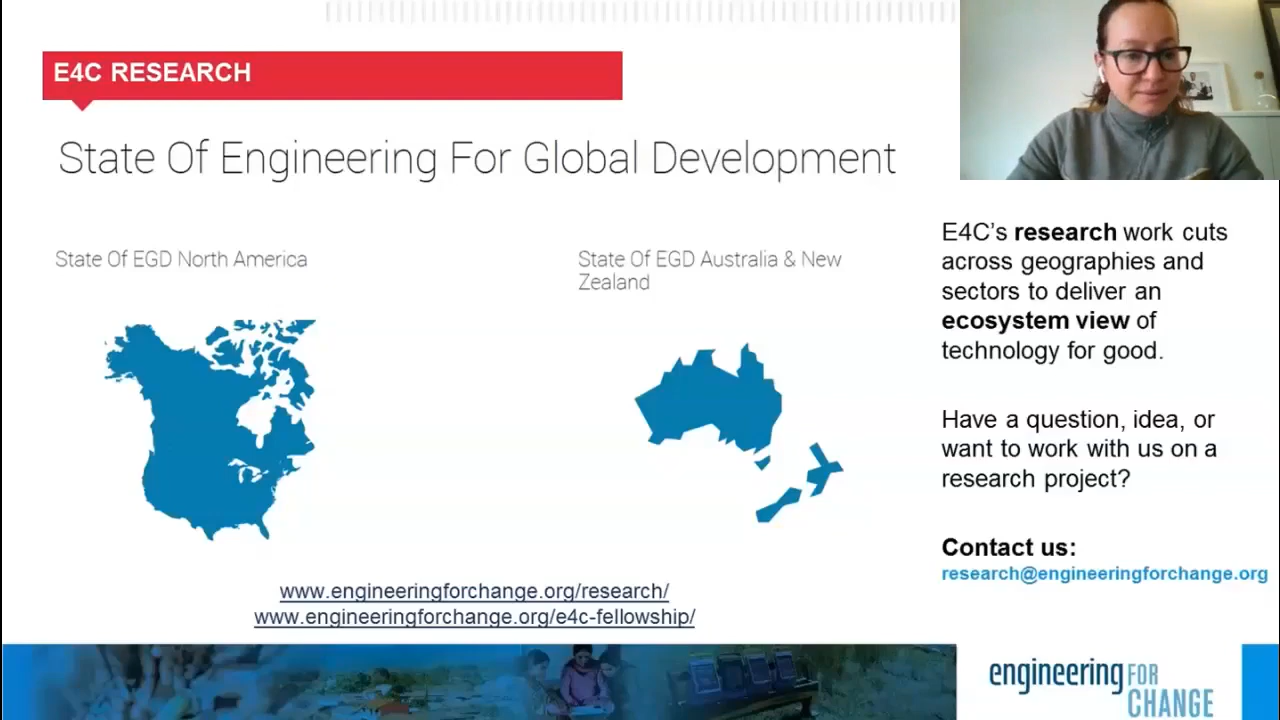 E4C RESEARCH
State Of Engineering For Global Development
State Of EGD North America
State Of EGD Australia & New
Zealand
www.engineeringforchange.org/research/
www.engineeringforchange.org/e4c-fellowship/
E4C’s research work cuts
across geographies and
sectors to deliver an
ecosystem view of
technology for good.
Have a question, idea, or
want to work with us on a
research project?
Contact us:
research@engineeringforchange.org
engineering FOR
CHANGE